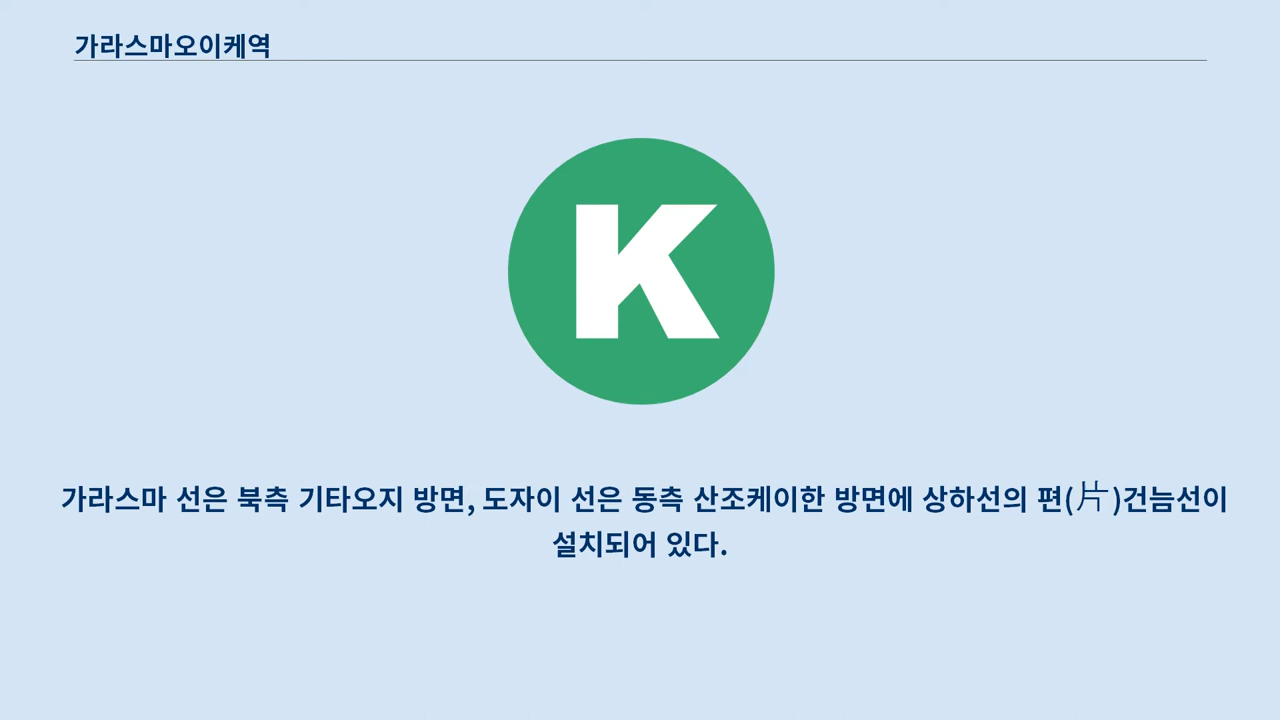 가라스마오이케역
K
가라스마 선은 북측 기타오지 방면, 도자이 선은 동측 산조케이한 방면에 상하선의 편(片)건늠선이
설치되어 있다.